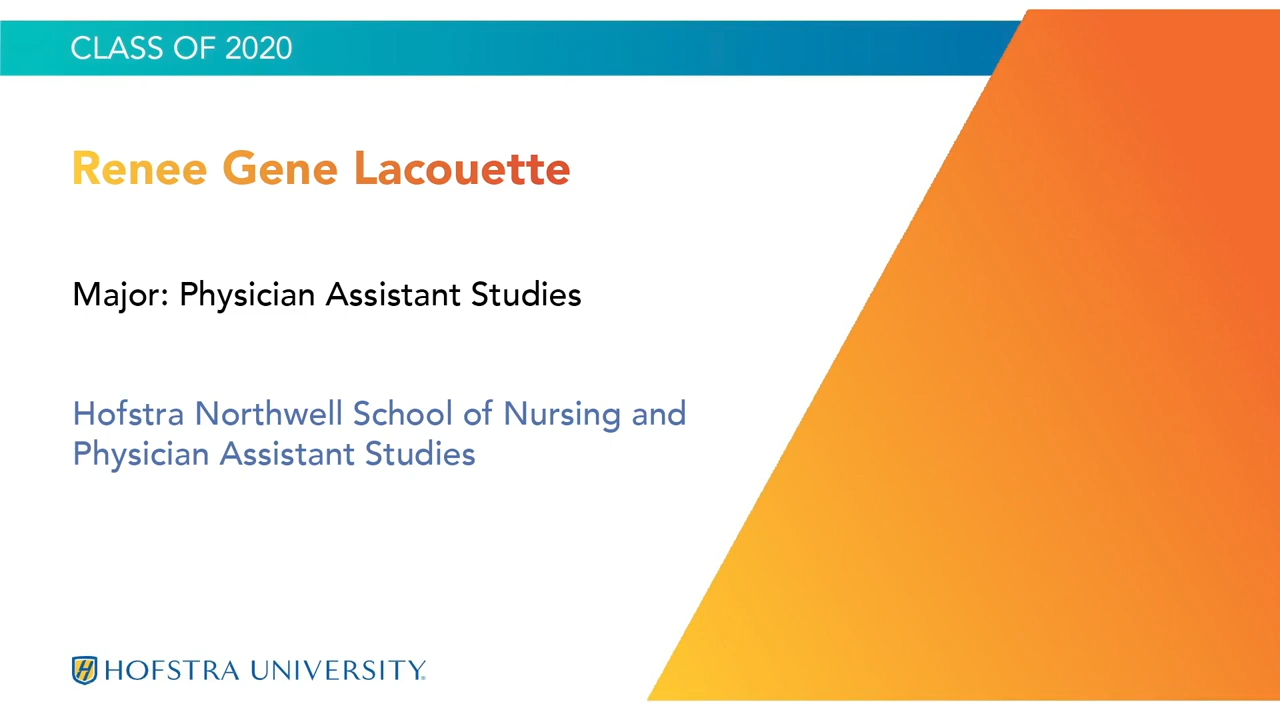 CLASS OF 2020
Renee Gene Lacouette
Major: Physician Assistant Studies
Hofstra Northwell School of Nursing and
Physician Assistant Studies
H HOFSTRA UNIVERSITY®